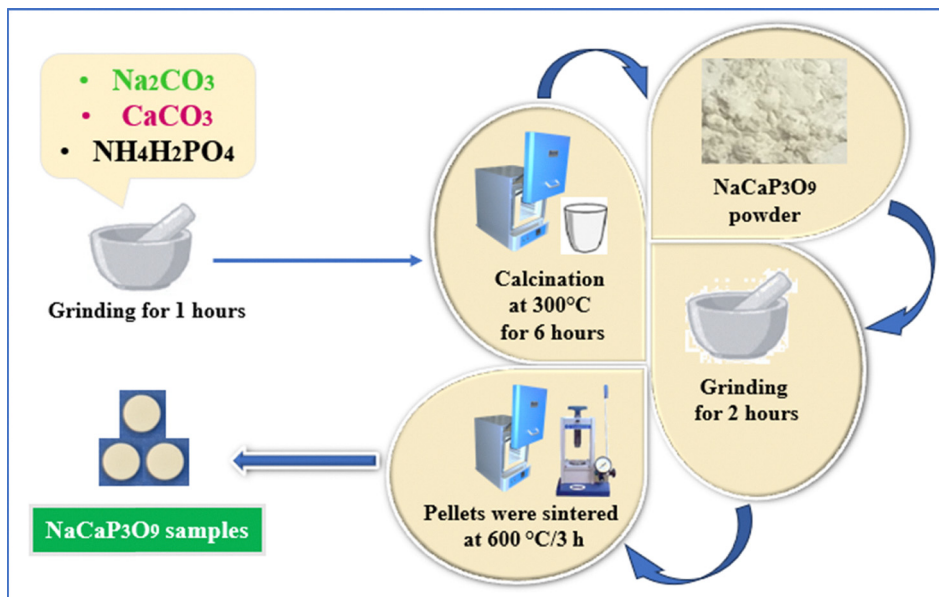 • Na₂CO₃
• CaCO₃
• NH₄H₂PO₄
Grinding for 1 hours
Calcination
at 300°C
for 6 hours
NaCaP₃O₉
powder
Grinding
for 2 hours
Pellets were sintered
at 600 °C/3 h
NaCaP₃O₉ samples